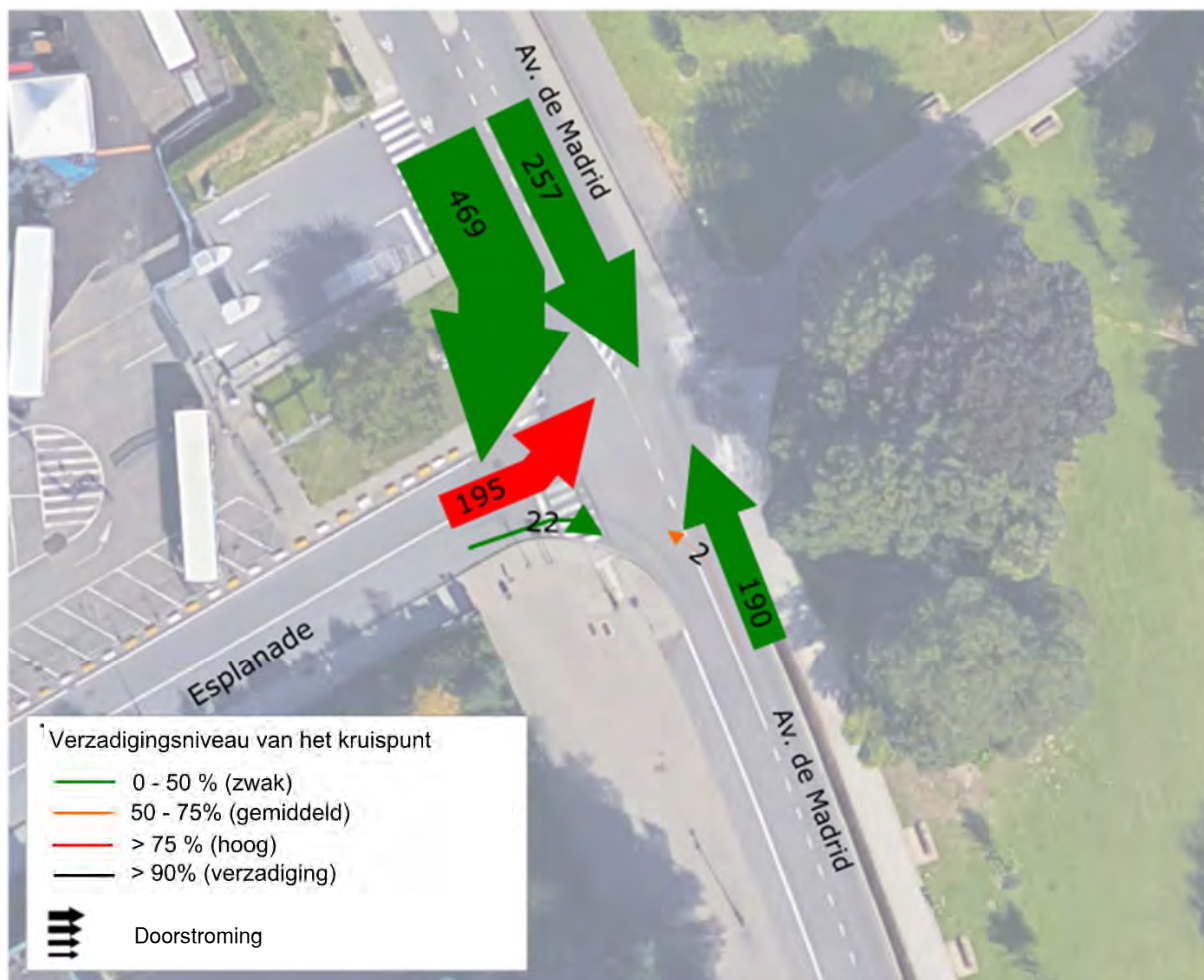 Av. de Madrid
257
469
195
22
2
190
Esplanade
Av. de Madrid
Verzadigingsniveau van het kruispunt
0 - 50 % (zwak)
50 - 75% (gemiddeld)
> 75 % (hoog)
> 90% (verzadiging)
Doorstroming